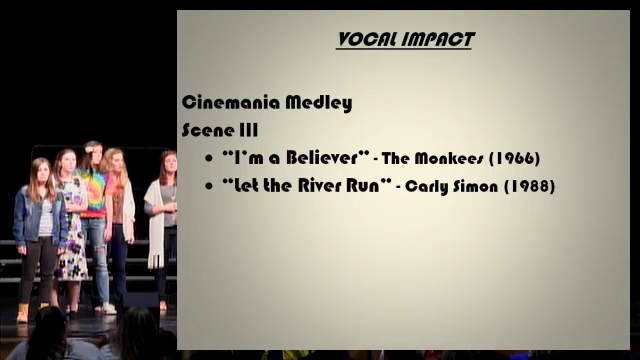 VOCAL IMPACT
Cinemania Medley
Scene III
• "I'm a Believer" - The Monkees (1966)
• "Let the River Run" - Carly Simon (1988)